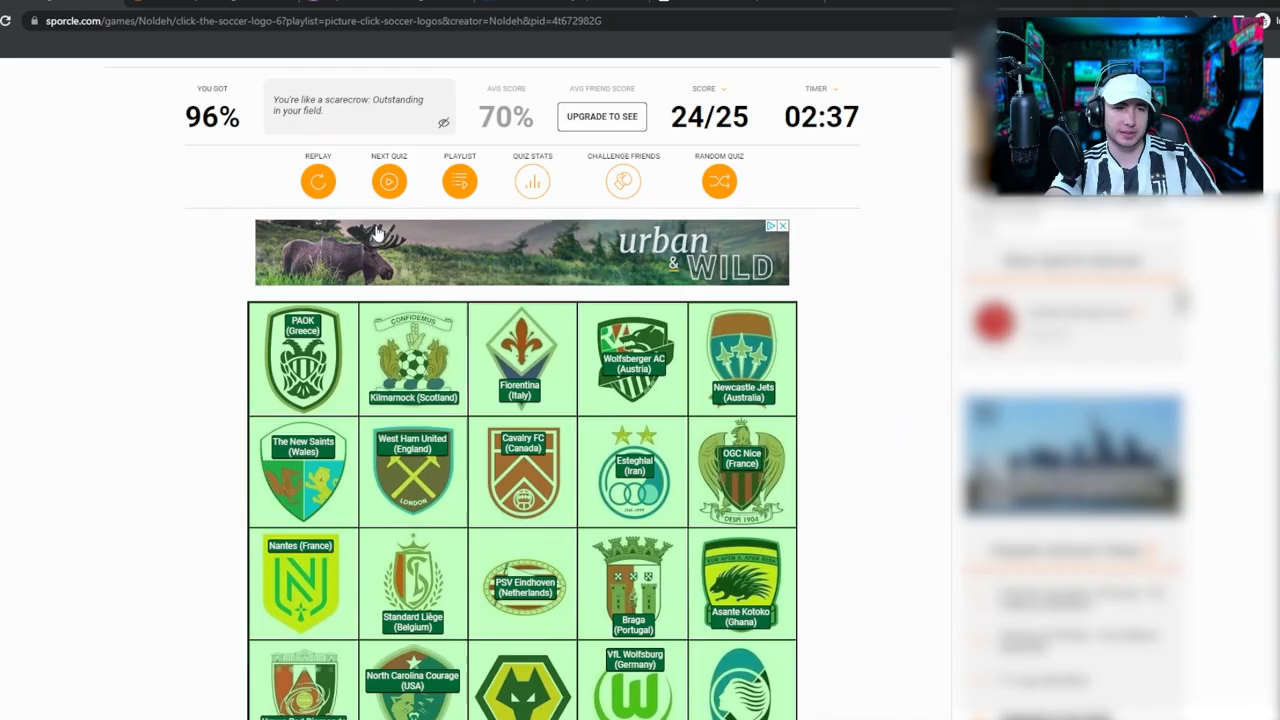 sporcle.com/games/Noldeh/click-the-soccer-logo-6?playlist=picture-click-soccer-logos&creator=Noldeh&pid=4t672982G
YOU GOT
96%
You're like a scarecrow: Outstanding
in your field.
AVG SCORE
70%
AVG FRIEND SCORE
UPGRADE TO SEE
SCORE
24/25
TIMER
02:37
REPLAY
NEXT QUIZ
PLAYLIST
QUIZ STATS
CHALLENGE FRIENDS
RANDOM QUIZ
urban
& WILD
PAOK
(Greece)
CONFIDEMUS
Kilmarnock (Scotland)
Fiorentina
(Italy)
Wolfsberger AC
(Austria)
Newcastle Jets
(Australia)
The New Saints
(Wales)
West Ham United
(England)
LONDON
Cavalry FC
(Canada)
Esteghlal
(Iran)
OGC Nice
(France)
DESPI 1904
Nantes (France)
N
Standard Liège
(Belgium)
PSV Eindhoven
(Netherlands)
Braga
(Portugal)
Asante Kotoko
(Ghana)
North Carolina Courage
(USA)
VfL Wolfsburg
(Germany)
W